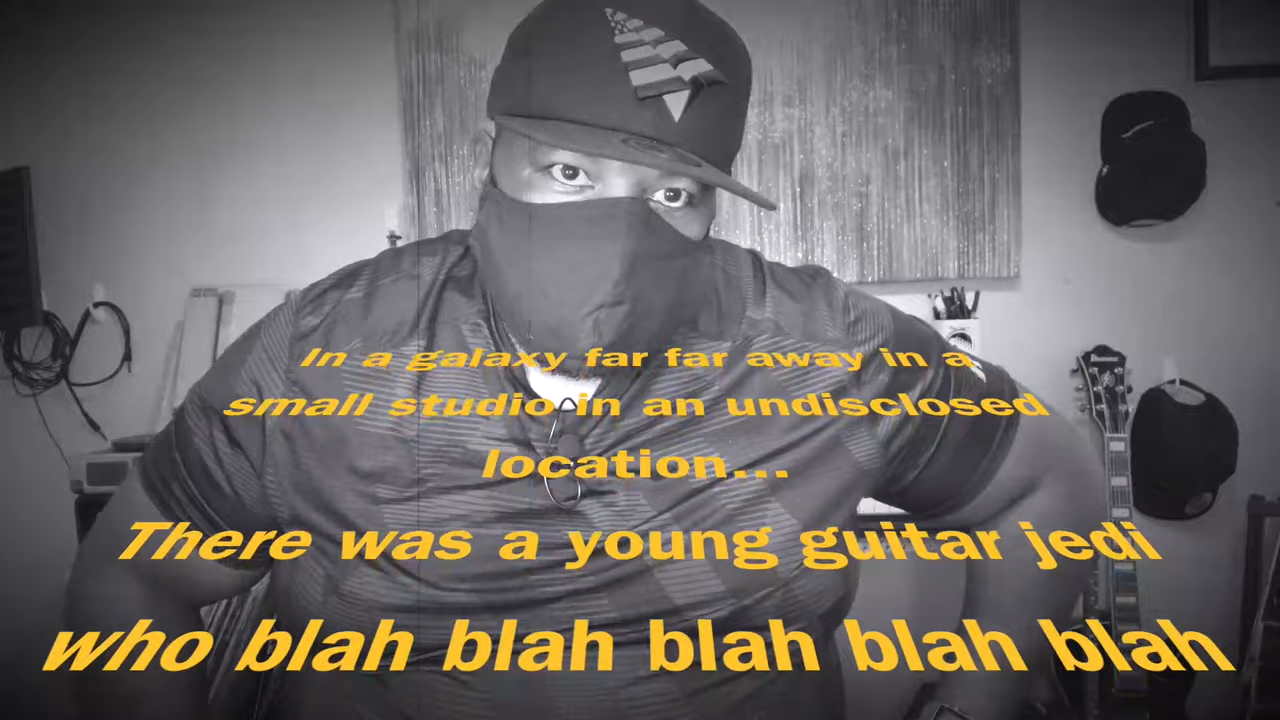 In a galaxy far far away in a
small studio in an undisclosed
location...
There was a young guitar jedi
who blah blah blah blah blah
Ibanez